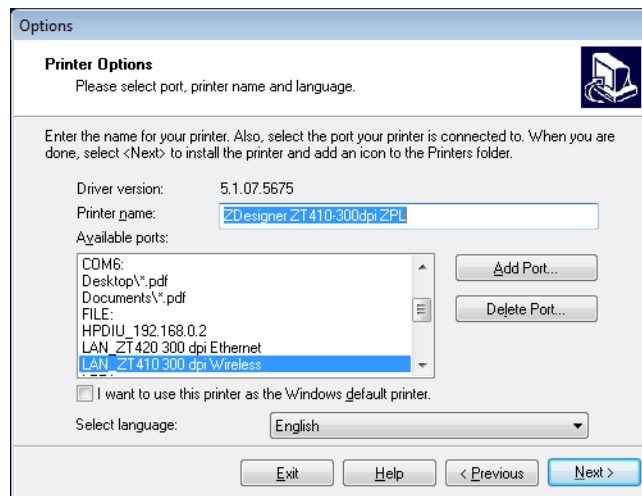 Options
Printer Options
Please select port, printer name and language.
Enter the name for your printer. Also, select the port your printer is connected to. When you are
done, select <Next> to install the printer and add an icon to the Printers folder.
Driver version: 5.1.07.5675
Printer name: ZDesigner ZT410-300dpi ZPL
Available ports:
COM6:
Desktop\*.pdf
Documents\*.pdf
FILE:
HPDIU_192.168.0.2
LAN_ZT420 300 dpi Ethernet
LAN_ZT410 300 dpi Wireless
Add Port...
Delete Port...
I want to use this printer as the Windows default printer.
Select language: English
Exit Help < Previous Next >